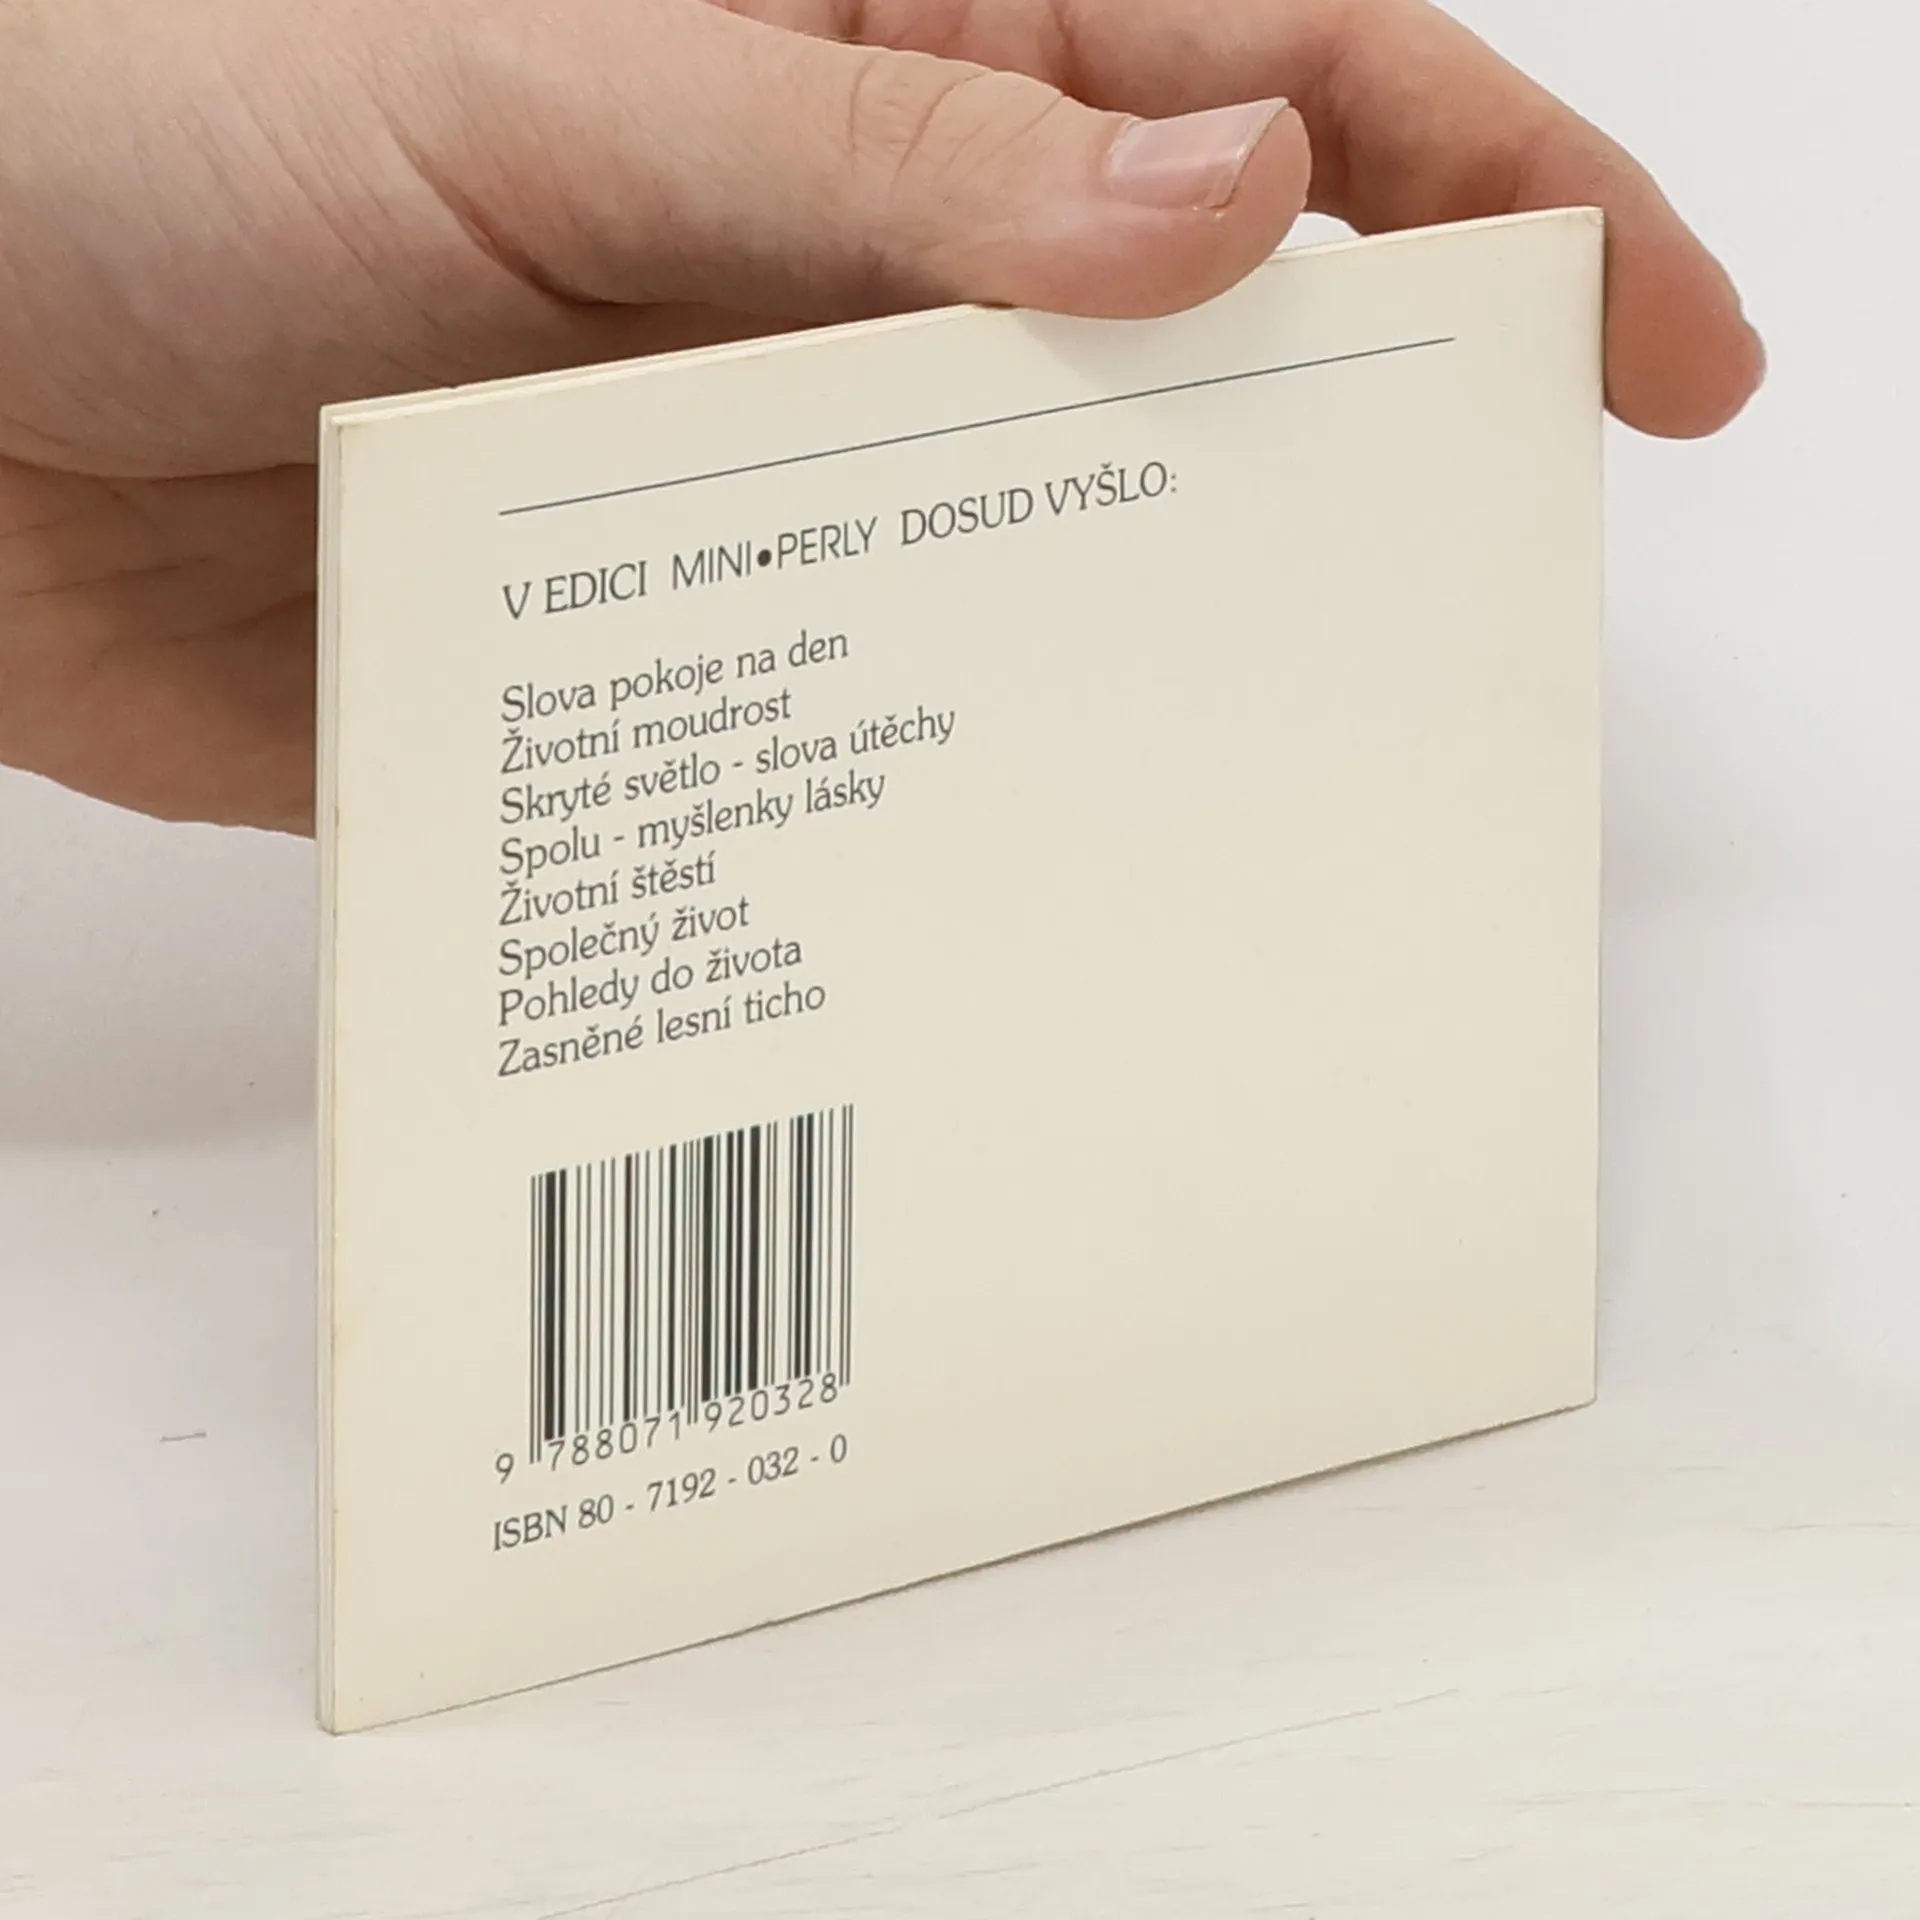 V EDICI MINI•PERLY DOSUD VYŠLO:
Slova pokoje na den
Životní moudrost
Skryté světlo - slova útěchy
Spolu - myšlenky lásky
Životní štěstí
Společný život
Pohledy do života
Zasněné lesní ticho
9 788071 920328
ISBN 80 - 7192 - 032 - 0